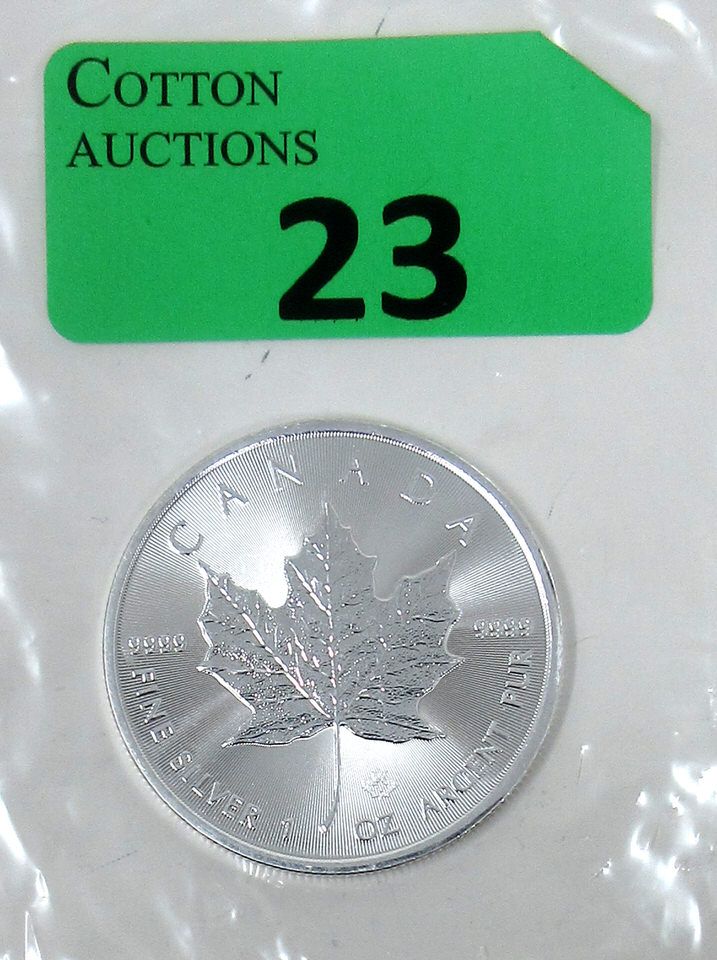 COTTON
AUCTIONS
23
CANADA
9999 9999
FINE SILVER 1 OZ ARGENT PUR